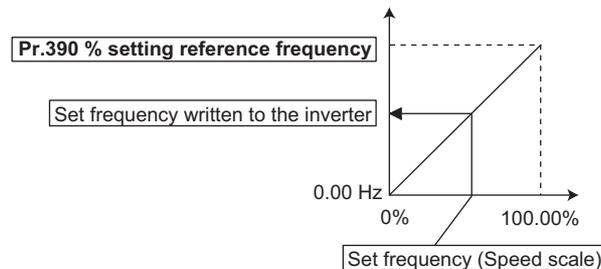 Pr.390 % setting reference frequency
Set frequency written to the inverter
0.00 Hz
0%
100.00%
Set frequency (Speed scale)